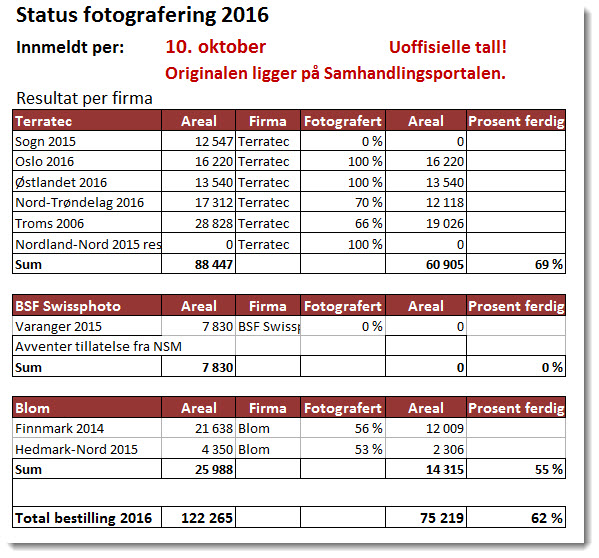 Status fotografering 2016
Innmeldt per: 10. oktober Uoffisielle tall!
Originalen ligger på Samhandlingsportalen.
Resultat per firma
Terratec Areal Firma Fotografert Areal Prosent ferdig
Sogn 2015 12 547 Terratec 0 % 0
Oslo 2016 16 220 Terratec 100 % 16 220
Østlandet 2016 13 540 Terratec 100 % 13 540
Nord-Trøndelag 2016 17 312 Terratec 70 % 12 118
Troms 2006 28 828 Terratec 66 % 19 026
Nordland-Nord 2015 res 0 Terratec 100 % 0
Sum 88 447 60 905 69 %
BSF Swissphoto Areal Firma Fotografert Areal Prosent ferdig
Varanger 2015 7 830 BSF Swissp 0 % 0
Avventer tillatelse fra NSM
Sum 7 830 0 0 %
Blom Areal Firma Fotografert Areal Prosent ferdig
Finnmark 2014 21 638 Blom 56 % 12 009
Hedmark-Nord 2015 4 350 Blom 53 % 2 306
Sum 25 988 14 315 55 %
Total bestilling 2016 122 265 75 219 62 %